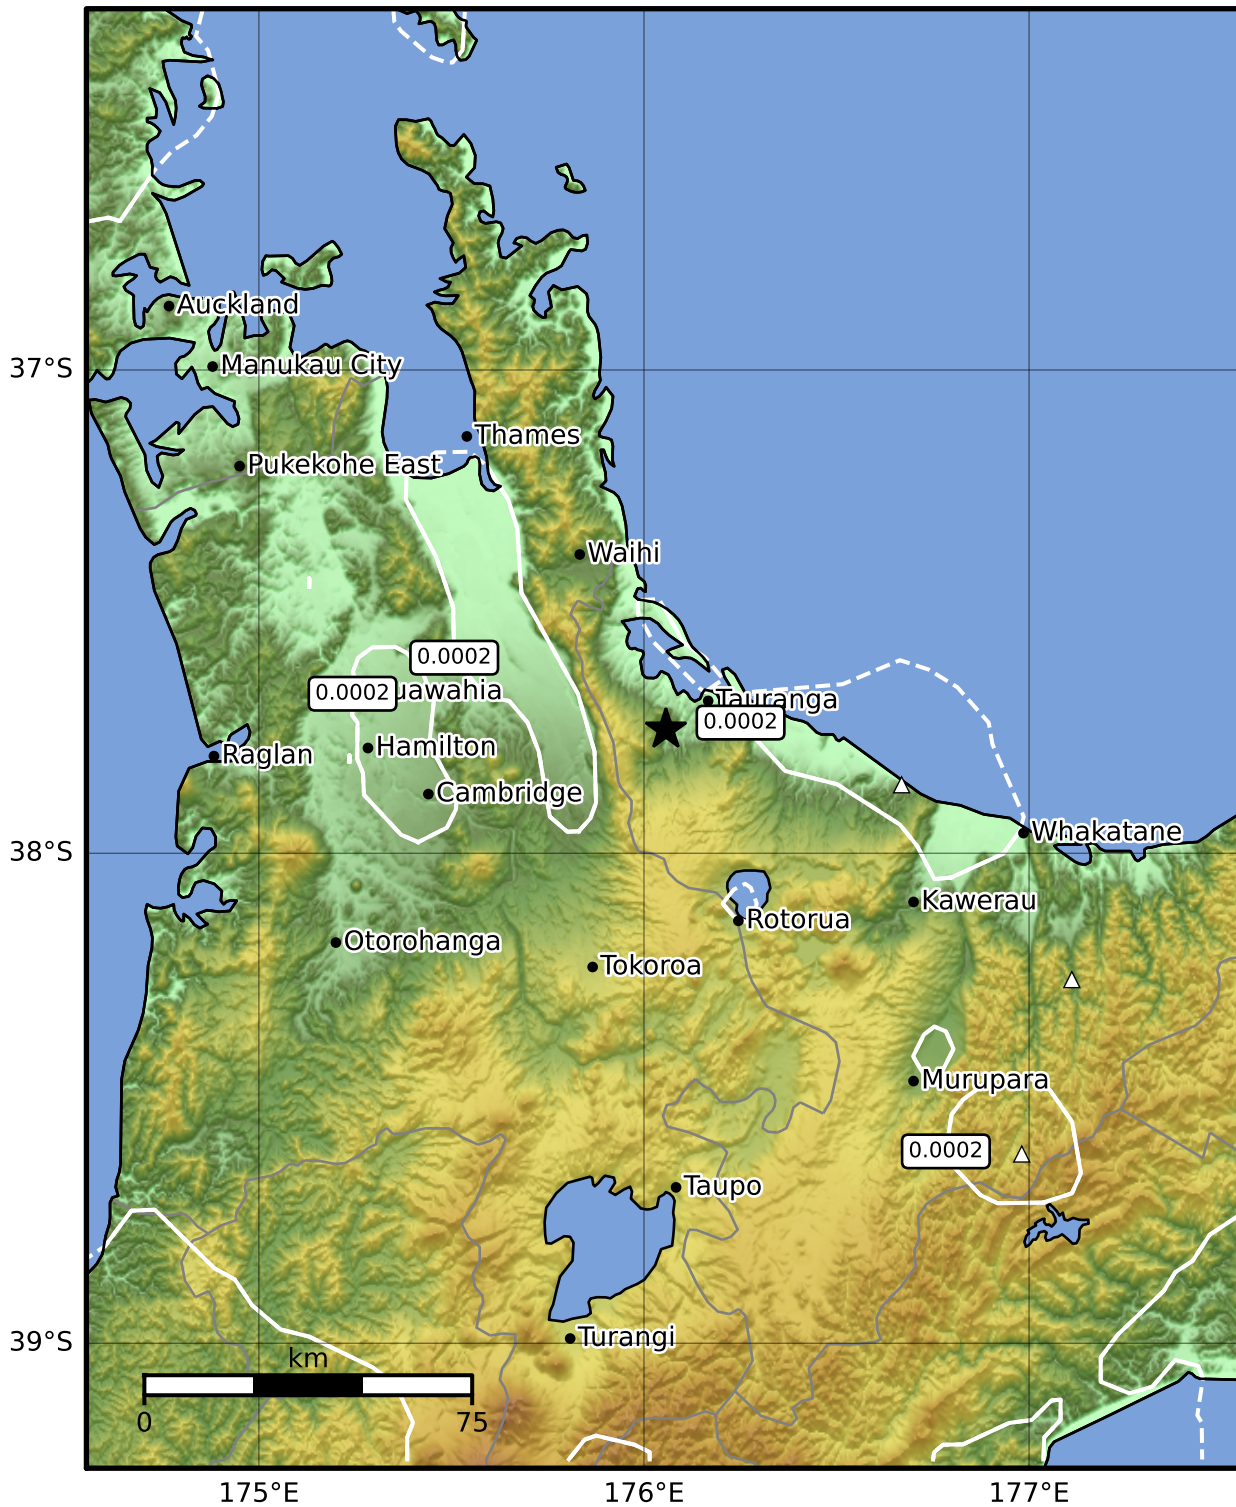 Auckland
Manukau City
37°S
Thames
Pukekohe East
Waihi
0.0002
0.0002
uawahia
Tauranga
0.0002
Hamilton
Raglan
Cambridge
Whakatane
38°S
Kawerau
Rotorua
Otorohanga
Tokoroa
Murupara
0.0002
Taupo
Turangi
39°S
km
0 75
175°E 176°E 177°E